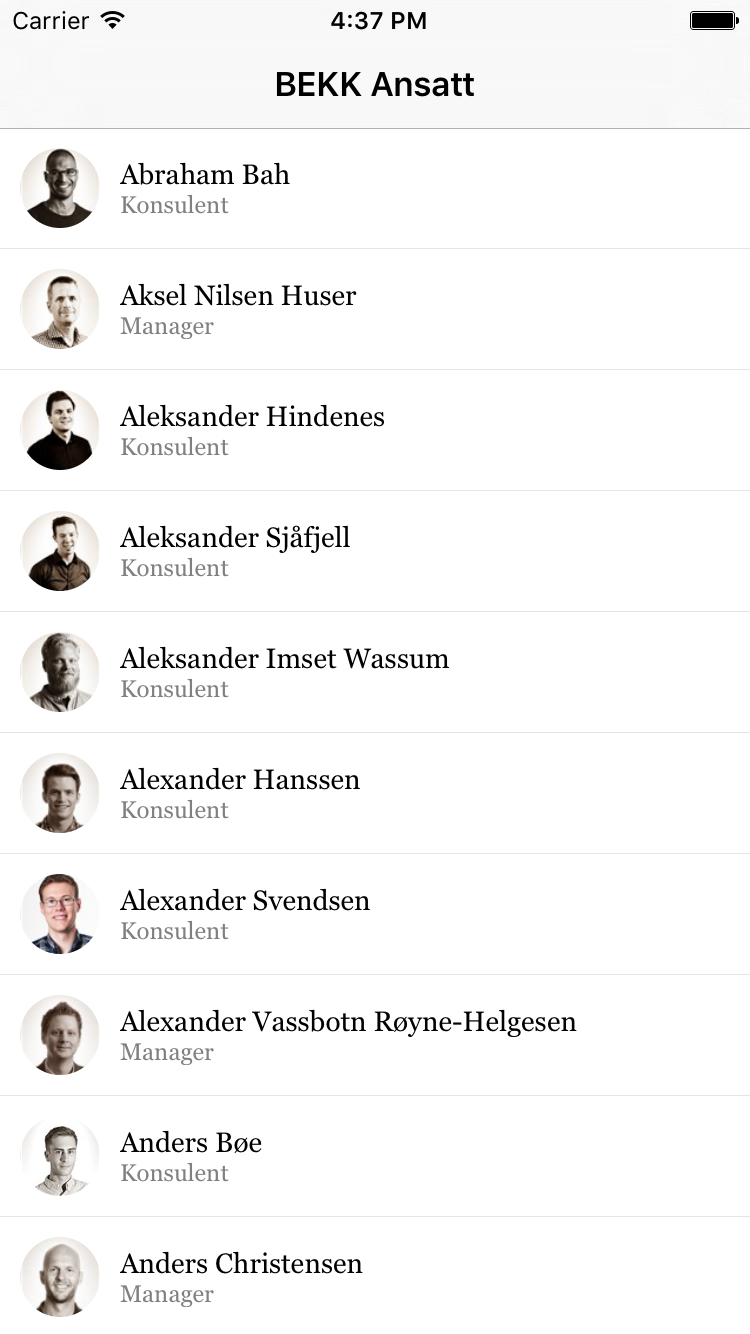 Carrier 4:37 PM
BEKK Ansatt
Abraham Bah
Konsulent
Aksel Nilsen Huser
Manager
Aleksander Hindenes
Konsulent
Aleksander Sjåfjell
Konsulent
Aleksander Imset Wassum
Konsulent
Alexander Hanssen
Konsulent
Alexander Svendsen
Konsulent
Alexander Vassbotn Røyne-Helgesen
Manager
Anders Bøe
Konsulent
Anders Christensen
Manager